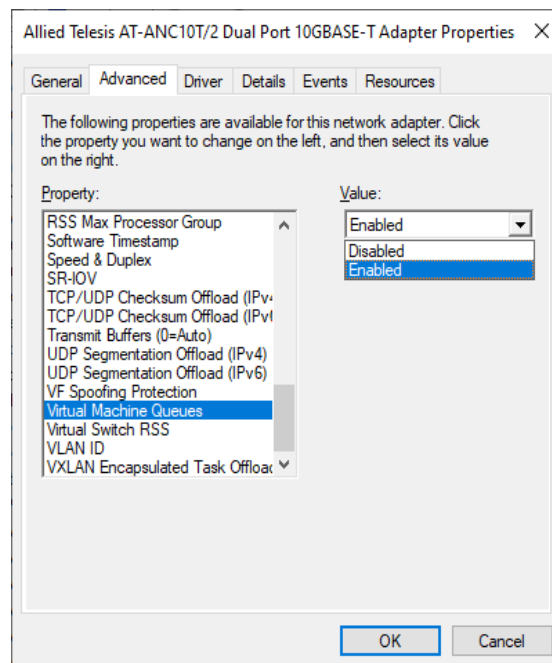 Allied Telesis AT-ANC10T/2 Dual Port 10GBASE-T Adapter Properties
General Advanced Driver Details Events Resources
The following properties are available for this network adapter. Click
the property you want to change on the left, and then select its value
on the right.
Property:
RSS Max Processor Group
Software Timestamp
Speed & Duplex
SR-IOV
TCP/UDP Checksum Offload (IPv4
TCP/UDP Checksum Offload (IPv6
Transmit Buffers (0=Auto)
UDP Segmentation Offload (IPv4)
UDP Segmentation Offload (IPv6)
VF Spoofing Protection
Virtual Machine Queues
Virtual Switch RSS
VLAN ID
VXLAN Encapsulated Task Offload
Value:
Enabled
Disabled
Enabled
OK Cancel